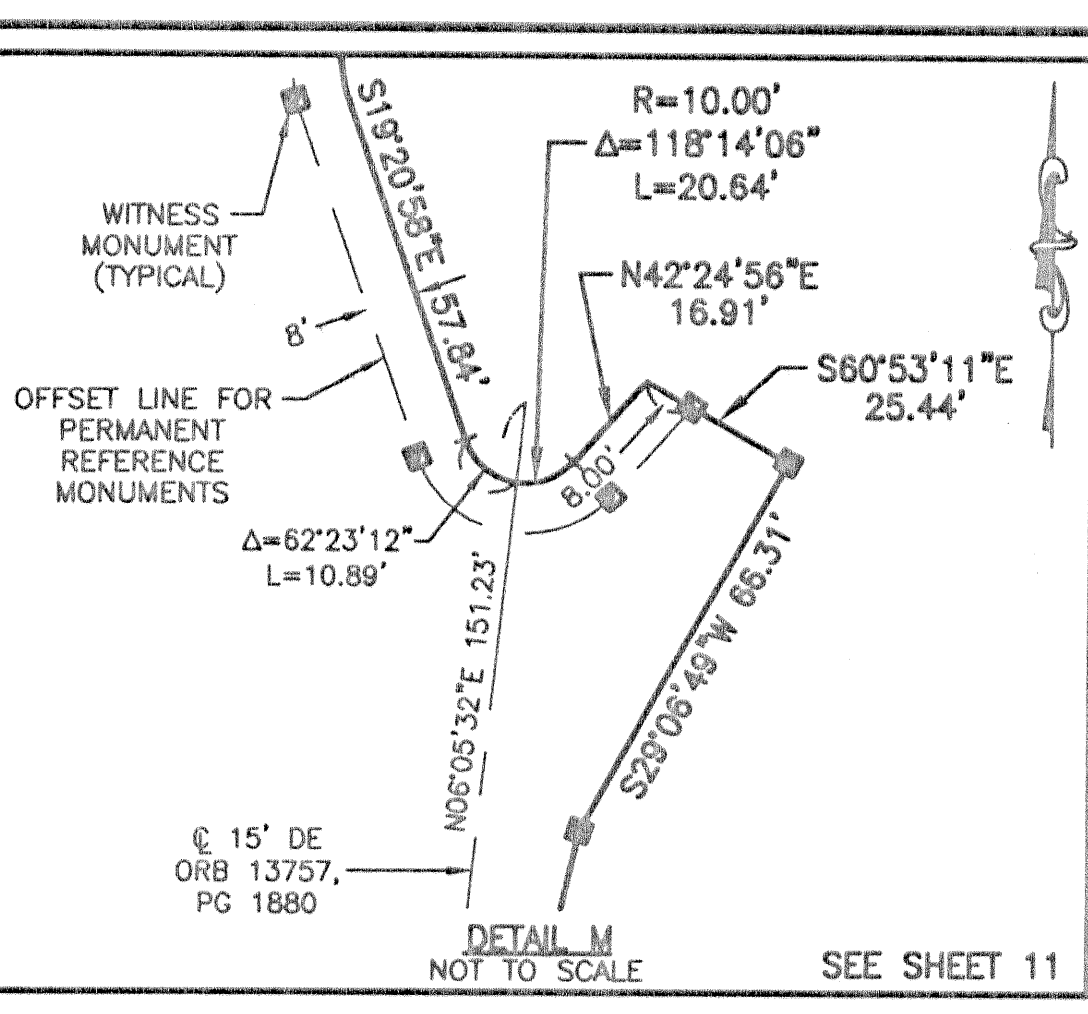 R=10.00'
Δ=118°14'06"
L=20.64'
S19°20'58"E
57.84'
WITNESS
MONUMENT
(TYPICAL)
8'
N42°24'56"E
16.91'
S60°53'11"E
25.44'
OFFSET LINE FOR
PERMANENT
REFERENCE
MONUMENTS
8.00'
Δ=62°23'12"
L=10.89'
N06°05'32"E 151.23'
S29°06'49"W 66.31'
℄ 15' DE
ORB 13757,
PG 1880
DETAIL M
NOT TO SCALE
SEE SHEET 11